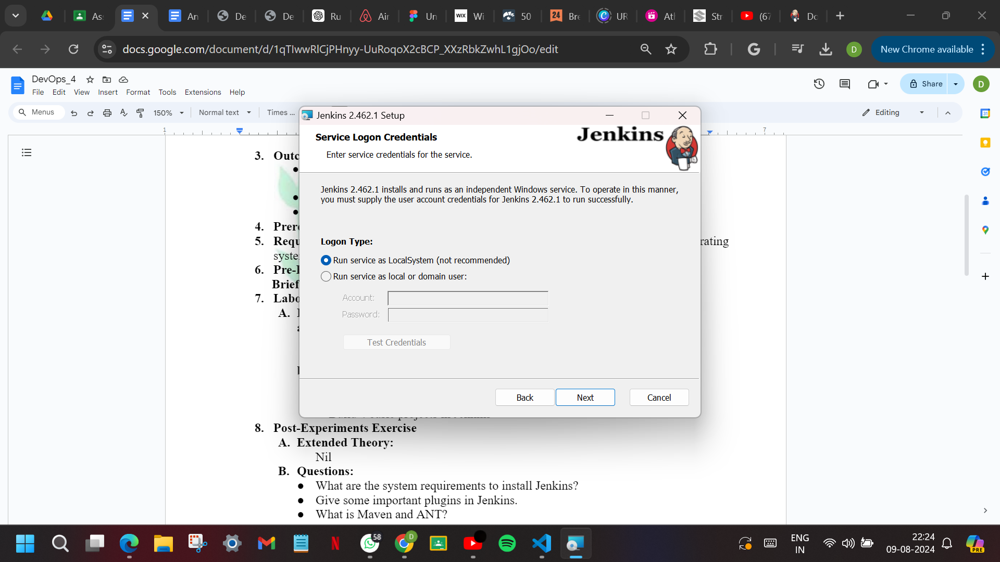 As
An
De
De
Ru
Air
Un
WIX
Wi
50
24
Bre
UR
Atl
Str
(67
Do
docs.google.com/document/d/1qTIwwRlCjPHnyy-UuRoqoX2cBCP_XXzRbkZwhL1gjOo/edit
D
New Chrome available
DevOps_4
File Edit View Insert Format Tools Extensions Help
Share
D
Menus
150%
Normal text
Times ...
Editing
31
1
7
Jenkins 2.462.1 Setup
Service Logon Credentials
Enter service credentials for the service.
Jenkins
Jenkins 2.462.1 installs and runs as an independent Windows service. To operate in this manner,
you must supply the user account credentials for Jenkins 2.462.1 to run successfully.
Logon Type:
Run service as LocalSystem (not recommended)
Run service as local or domain user:
Account:
Password:
Test Credentials
Back
Next
Cancel
3. Outc
4. Prer
5. Requ
rating
syste
6. Pre-
Brief
7. Labo
A.
8. Post-Experiments Exercise
A. Extended Theory:
Nil
B. Questions:
● What are the system requirements to install Jenkins?
● Give some important plugins in Jenkins.
● What is Maven and ANT?
58
D
ENG
IN
22:24
09-08-2024
PRE